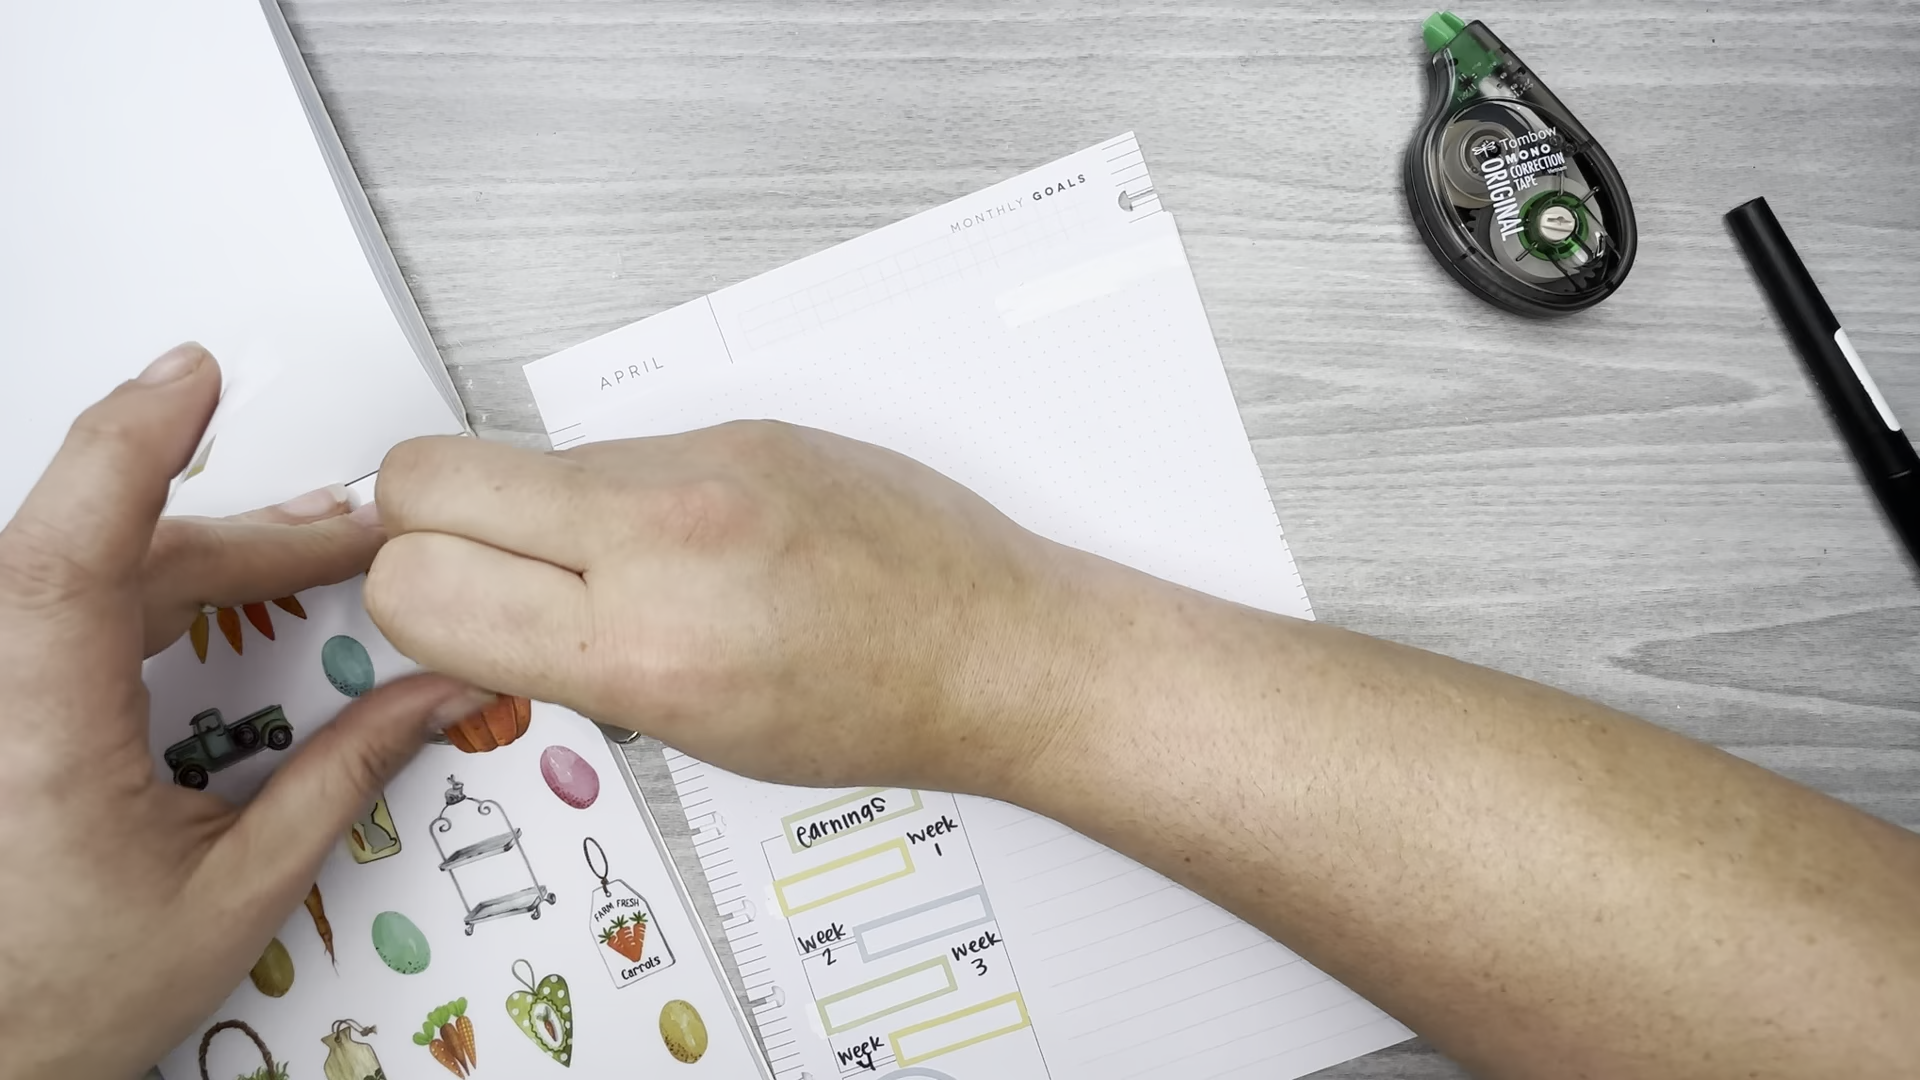 MONTHLY GOALS
APRIL
Tombow
MONO
ORIGINAL
CORRECTION
TAPE
earnings
Week
1
Week
2
Week
3
Week
4
FARM FRESH
Carrots